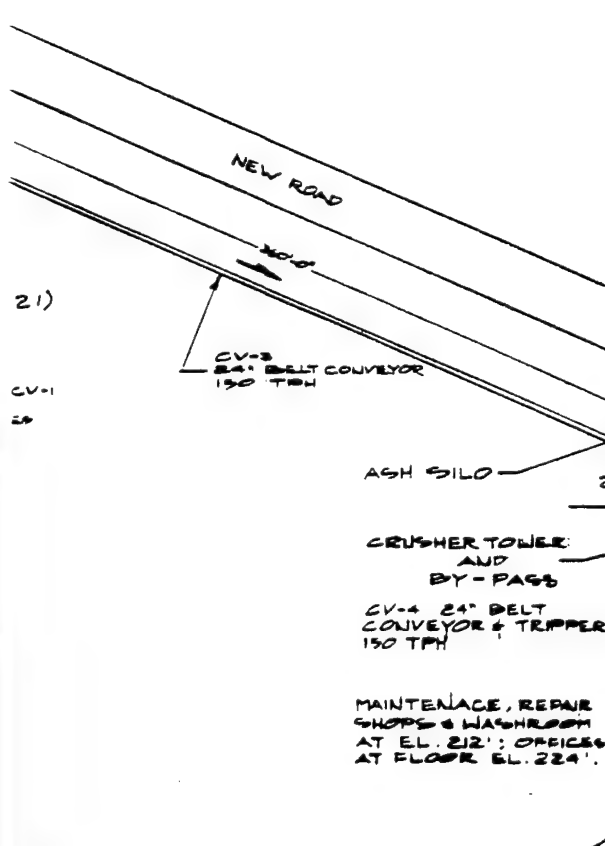 NEW ROAD
21)
CV-3
24" BELT CONVEYOR
150 TPH
CV-1
ASH SILO
2
CRUSHER TOWER
AND
BY-PASS
CV-4 24" BELT
CONVEYOR & TRIPPER
150 TPH
MAINTENACE, REPAIR
SHOPS & WASHROOM
AT EL. 212'; OFFICES
AT FLOOR EL. 224'.